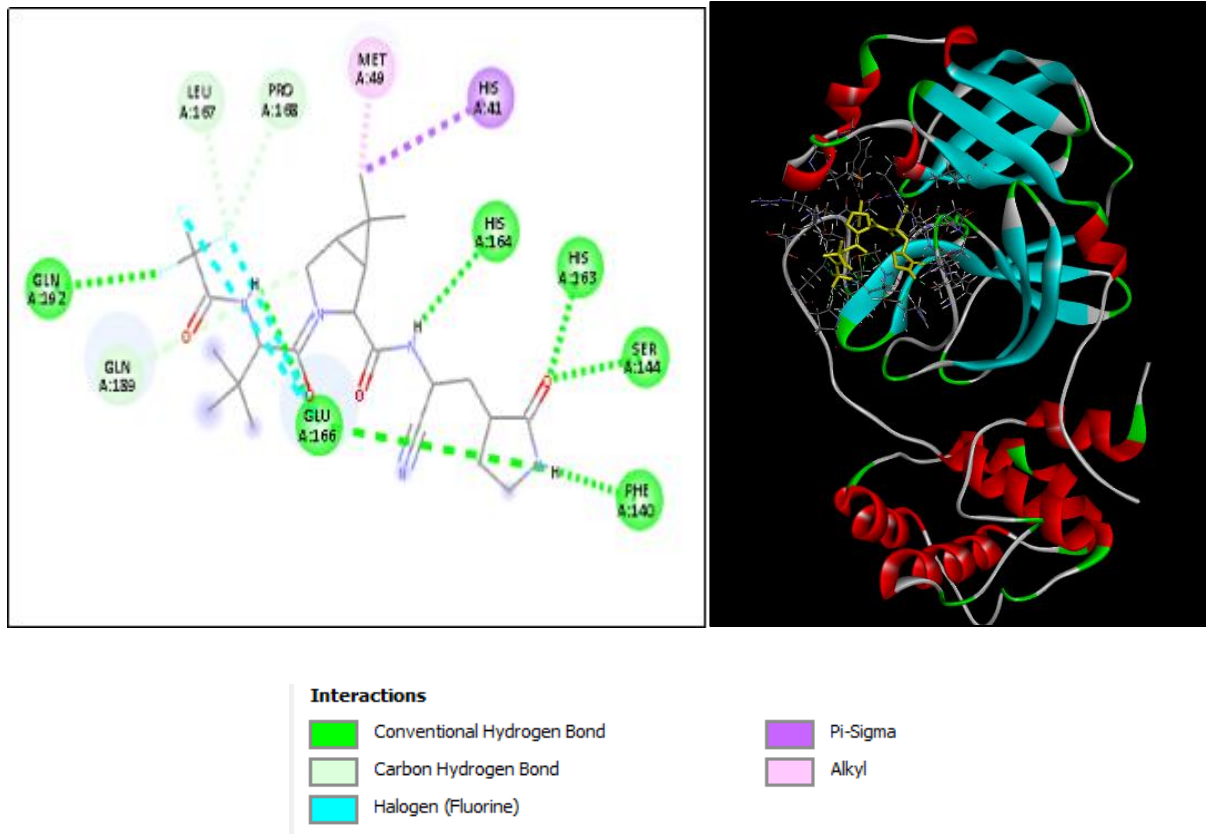 MET
A:49
LEU
A:167
PRO
A:168
HIS
A:41
HIS
A:164
HIS
A:163
GLN
A:192
H
H
N
O
N
SER
A:144
GLN
A:189
O
N
O
O
GLU
A:166
N
N
H
PHE
A:140
Interactions
Conventional Hydrogen Bond
Carbon Hydrogen Bond
Halogen (Fluorine)
Pi-Sigma
Alkyl